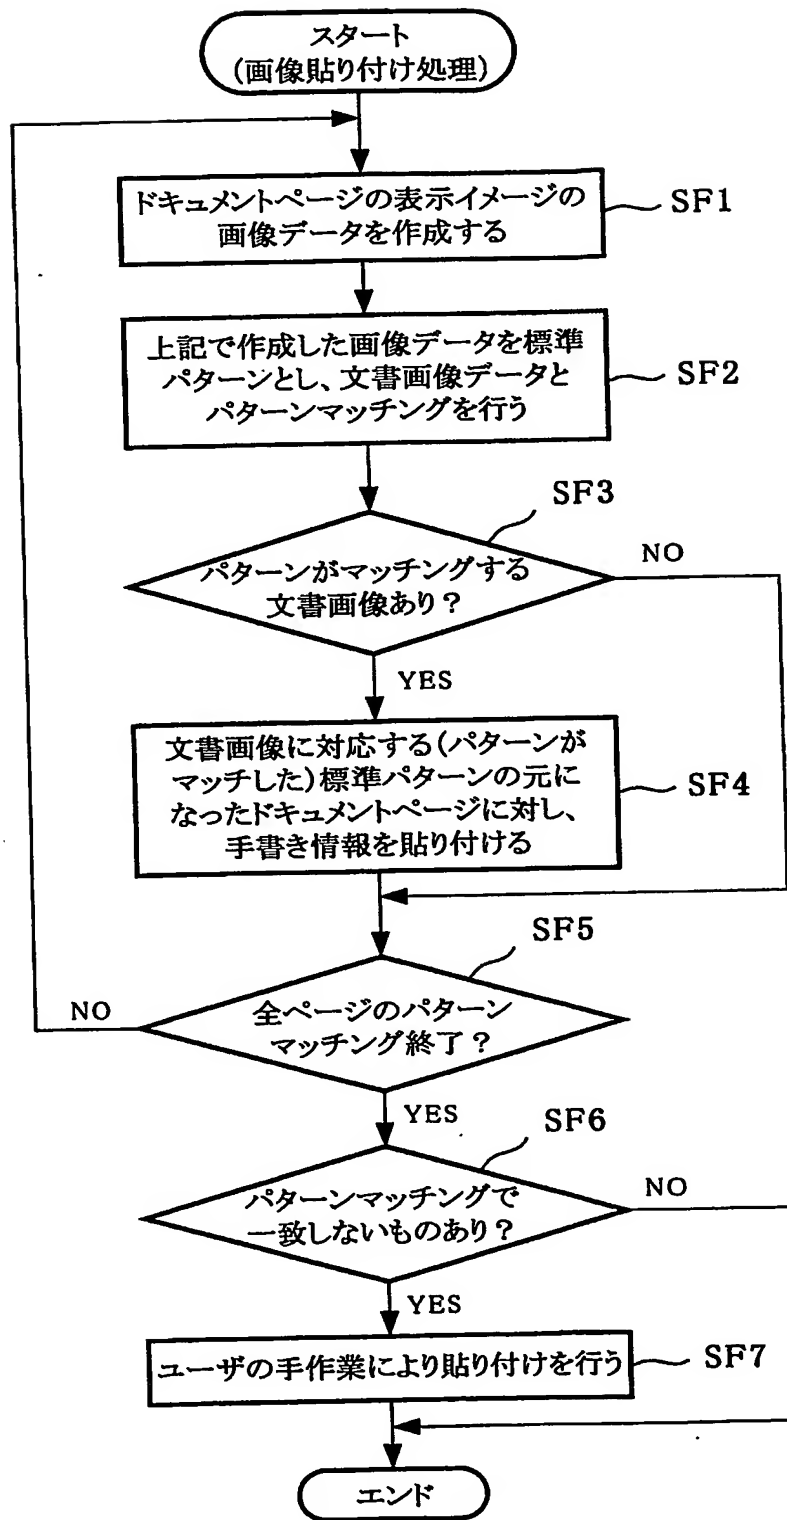 スタート
(画像貼り付け処理)
ドキュメントページの表示イメージの
画像データを作成する
SF1
上記で作成した画像データを標準
パターンとし、文書画像データと
パターンマッチングを行う
SF2
SF3
パターンがマッチングする
文書画像あり?
NO
YES
文書画像に対応する(パターンが
マッチした)標準パターンの元に
なったドキュメントページに対し、
手書き情報を貼り付ける
SF4
SF5
全ページのパターン
マッチング終了?
NO
YES
SF6
パターンマッチングで
一致しないものあり?
NO
YES
ユーザの手作業により貼り付けを行う
SF7
エンド